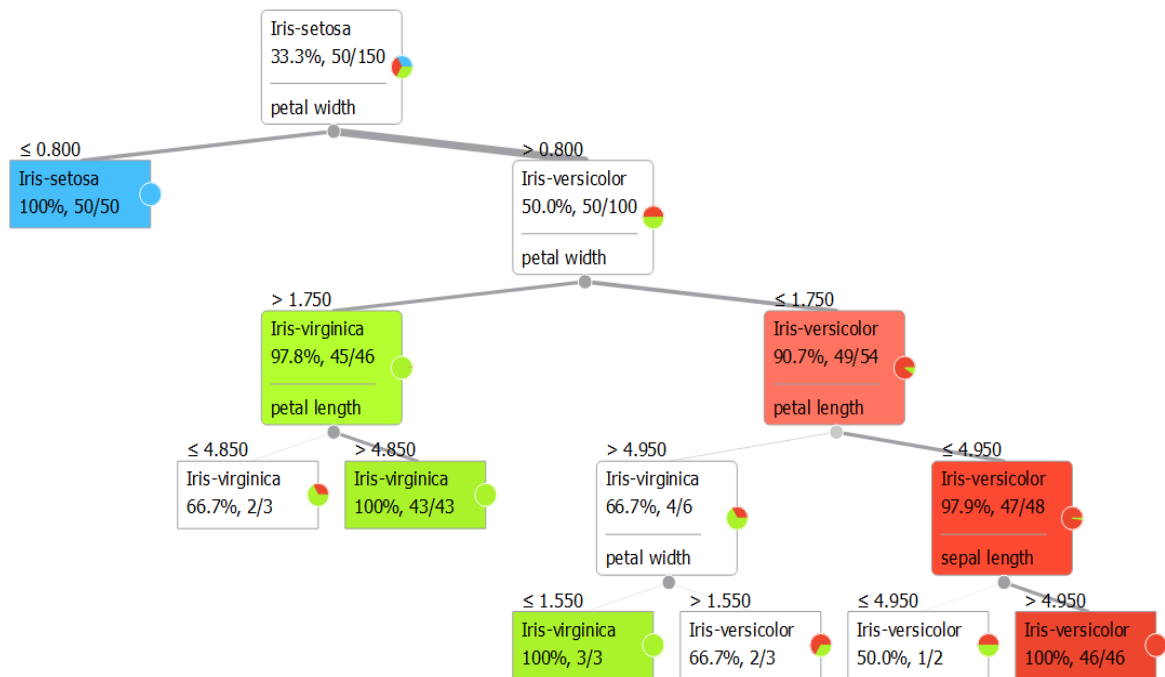 Iris-setosa
33.3%, 50/150
petal width
≤ 0.800
> 0.800
Iris-setosa
100%, 50/50
Iris-versicolor
50.0%, 50/100
petal width
> 1.750
≤ 1.750
Iris-virginica
97.8%, 45/46
petal length
Iris-versicolor
90.7%, 49/54
petal length
≤ 4.850
> 4.850
> 4.950
≤ 4.950
Iris-virginica
66.7%, 2/3
Iris-virginica
100%, 43/43
Iris-virginica
66.7%, 4/6
petal width
Iris-versicolor
97.9%, 47/48
sepal length
≤ 1.550
> 1.550
≤ 4.950
> 4.950
Iris-virginica
100%, 3/3
Iris-versicolor
66.7%, 2/3
Iris-versicolor
50.0%, 1/2
Iris-versicolor
100%, 46/46